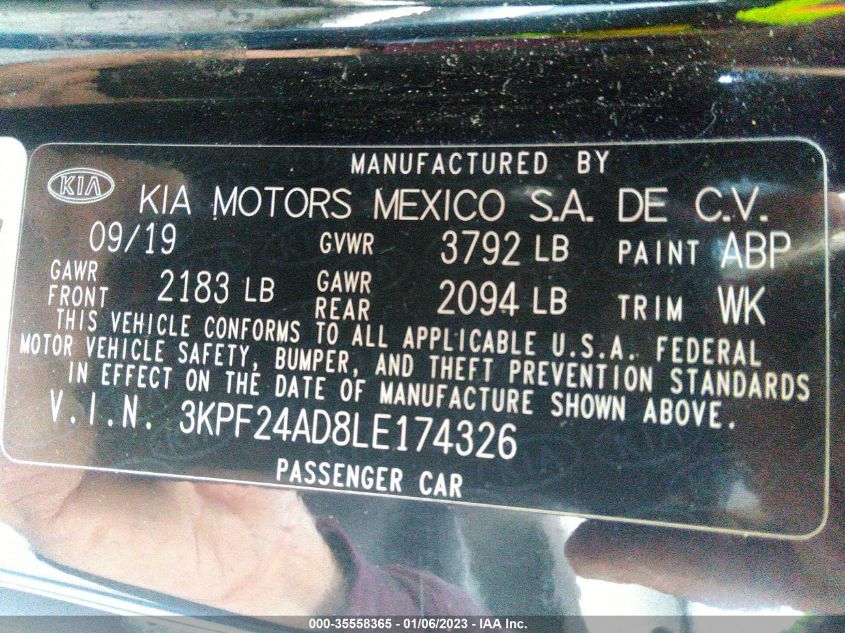 MANUFACTURED BY
KIA KIA MOTORS MEXICO S.A. DE C.V.
09/19 GVWR 3792 LB PAINT ABP
GAWR FRONT 2183 LB GAWR REAR 2094 LB TRIM WK
THIS VEHICLE CONFORMS TO ALL APPLICABLE U.S.A. FEDERAL
MOTOR VEHICLE SAFETY, BUMPER, AND THEFT PREVENTION STANDARDS
IN EFFECT ON THE DATE OF MANUFACTURE SHOWN ABOVE.
V.I.N. 3KPF24AD8LE174326
PASSENGER CAR
000-35558365 - 01/06/2023 - IAA Inc.